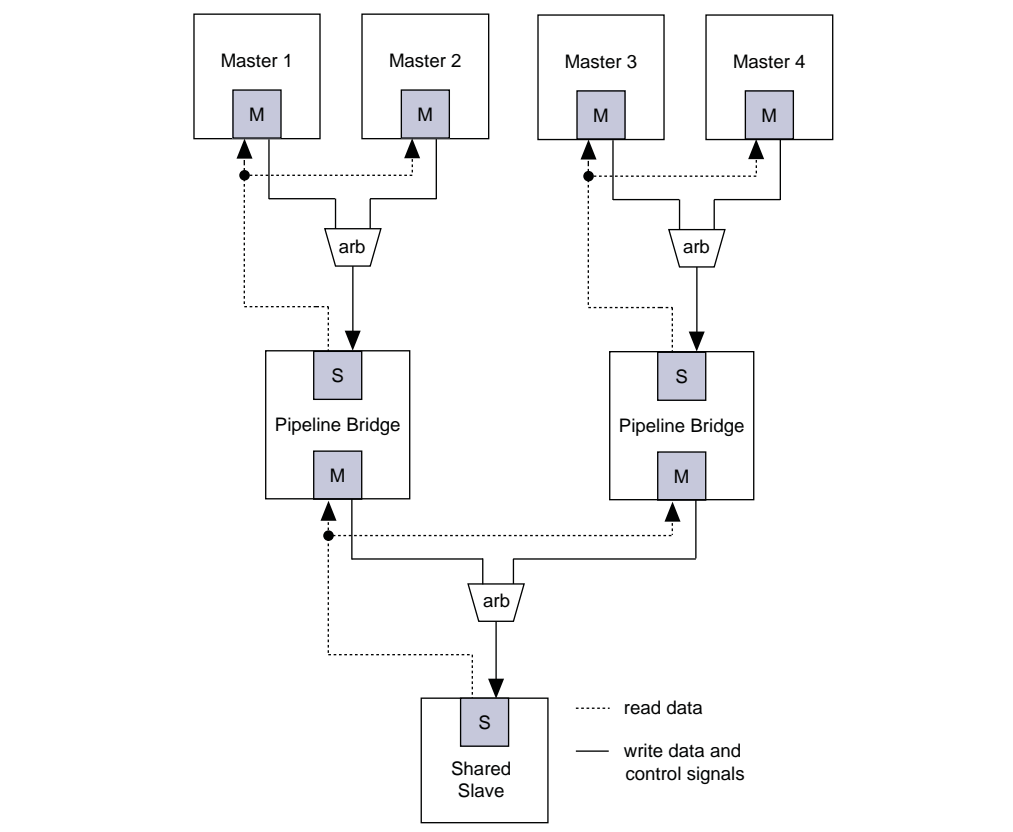 Master 1
Master 2
Master 3
Master 4
M
M
M
M
arb
arb
S
S
Pipeline Bridge
Pipeline Bridge
M
M
arb
S
Shared
Slave
read data
write data and
control signals